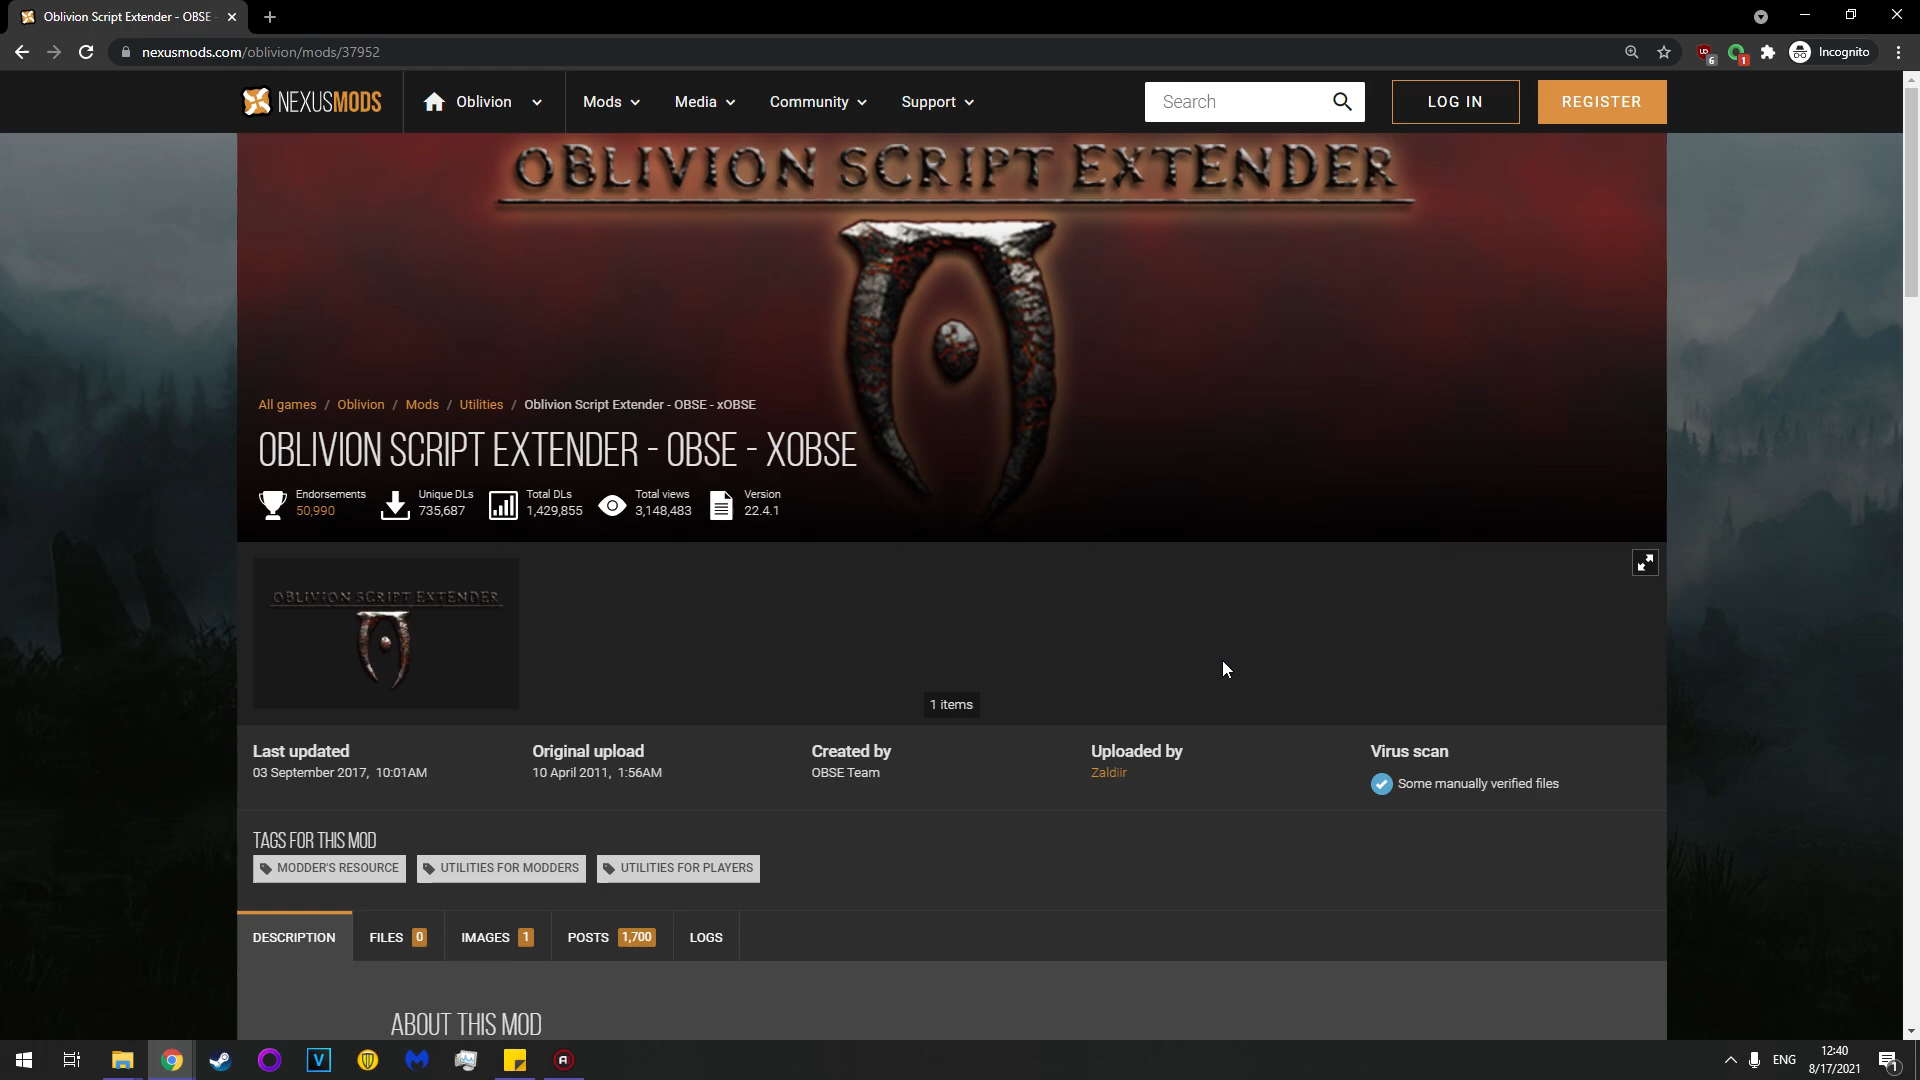 Oblivion Script Extender - OBSE -
nexusmods.com/oblivion/mods/37952
6
1
Incognito
NEXUSMODS
Oblivion
Mods
Media
Community
Support
Search
LOG IN
REGISTER
OBLIVION SCRIPT EXTENDER
All games / Oblivion / Mods / Utilities / Oblivion Script Extender - OBSE - xOBSE
OBLIVION SCRIPT EXTENDER - OBSE - XOBSE
Endorsements
50,990
Unique DLs
735,687
Total DLs
1,429,855
Total views
3,148,483
Version
22.4.1
OBLIVION SCRIPT EXTENDER
1 items
Last updated
03 September 2017, 10:01AM
Original upload
10 April 2011, 1:56AM
Created by
OBSE Team
Uploaded by
Zaldiir
Virus scan
Some manually verified files
TAGS FOR THIS MOD
MODDER'S RESOURCE
UTILITIES FOR MODDERS
UTILITIES FOR PLAYERS
DESCRIPTION
FILES 0
IMAGES 1
POSTS 1,700
LOGS
ABOUT THIS MOD
V
A
ENG
12:40
8/17/2021
1